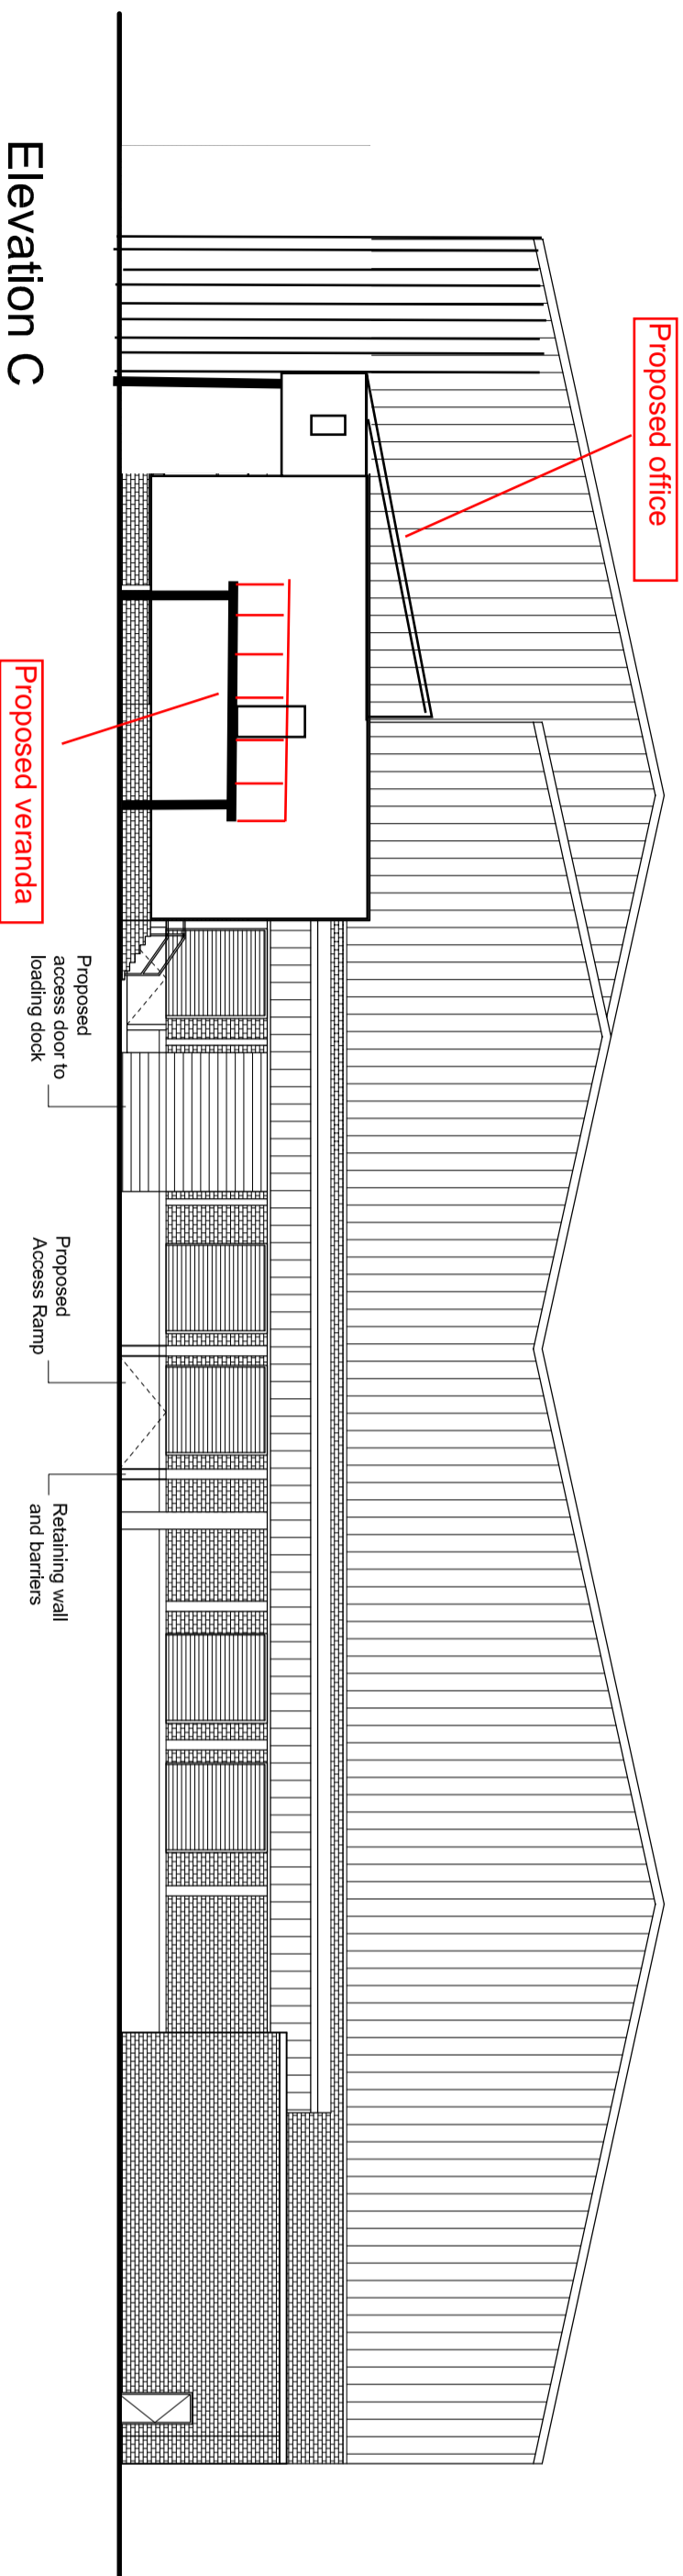 Proposed office
Proposed veranda
Proposed
access door to
loading dock
Proposed
Access Ramp
Retaining wall
and barriers
Elevation C